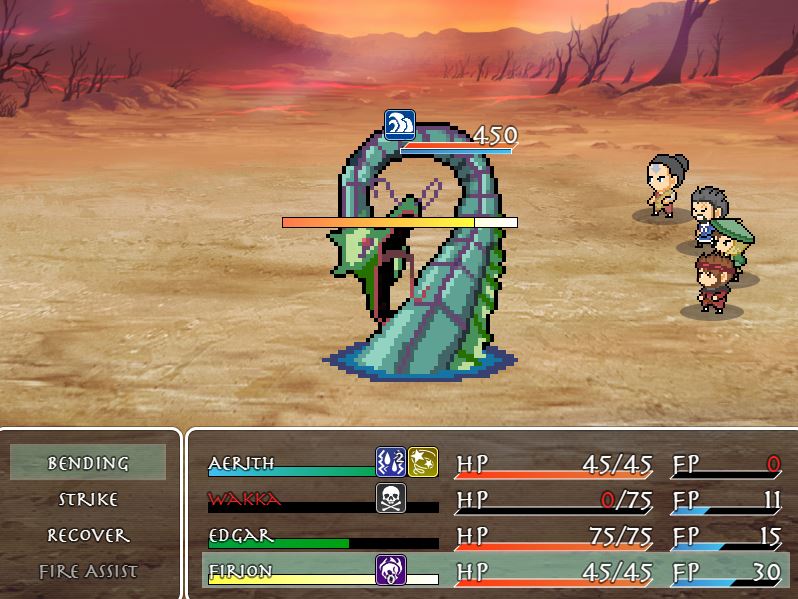 450
BENDING
STRIKE
RECOVER
FIRE ASSIST
AERITH 2 HP 45/45 FP 0
WAKKA HP 0/75 FP 11
EDGAR HP 75/75 FP 15
FIRION HP 45/45 FP 30